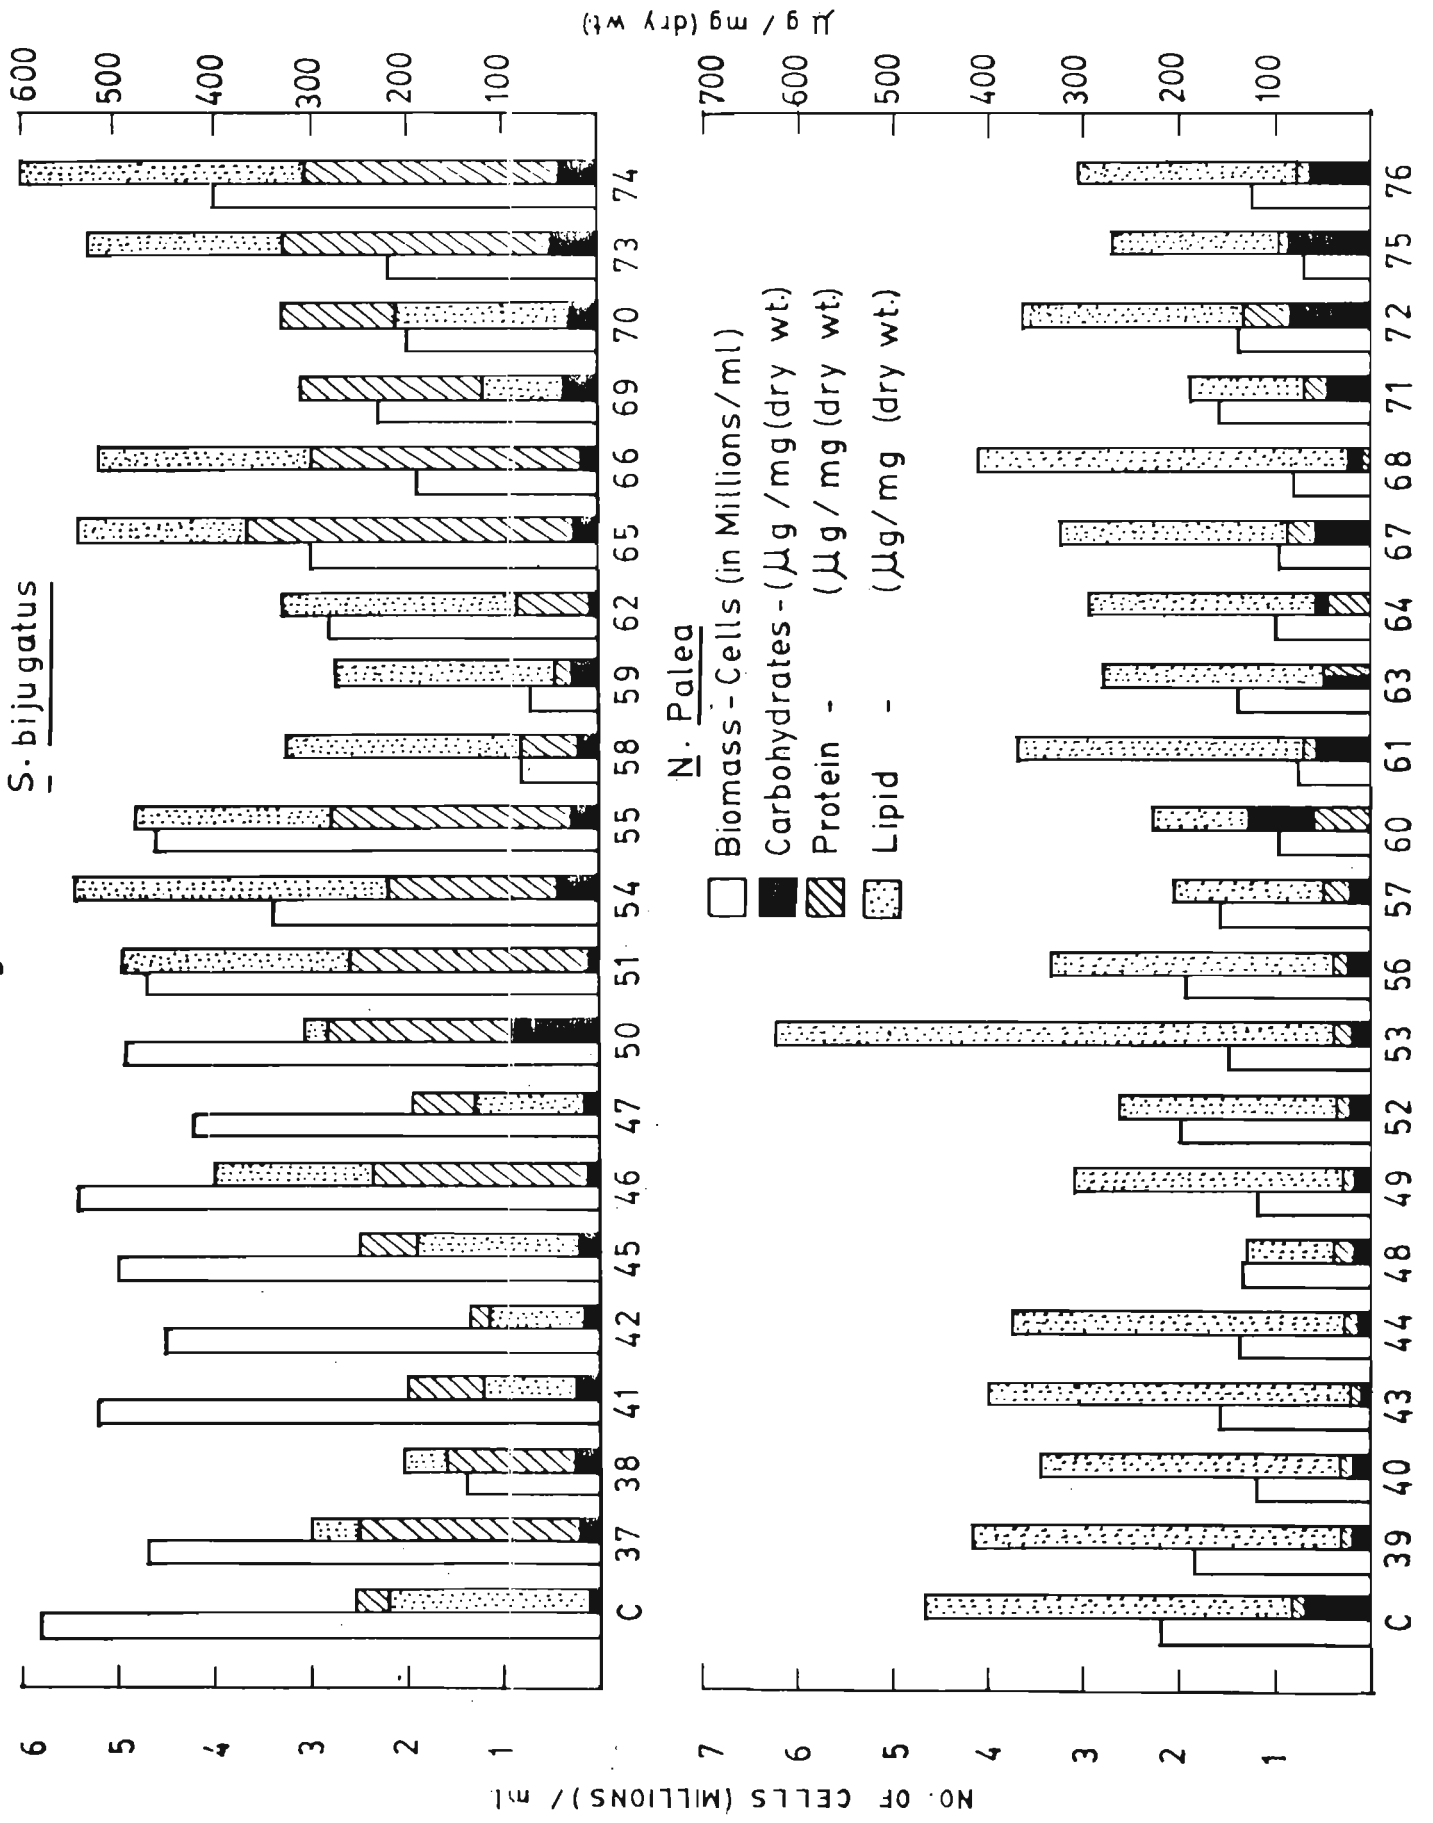 S. bijugatus
NO. OF CELLS (MILLIONS) / ml
6
5
4
3
2
1
600
500
400
300
200
100
µg / mg (dry wt.)
C 37 38 41 42 45 46 47 50 51 54 55 58 59 62 65 66 69 70 73 74
N. Palea
Biomass - Cells (in Millions/ml)
Carbohydrates - (µg/mg (dry wt.)
Protein - (µg/mg (dry wt.)
Lipid - (µg/mg (dry wt.)
7
6
5
4
3
2
1
700
600
500
400
300
200
100
C 39 40 43 44 48 49 52 53 56 57 60 61 63 64 67 68 71 72 75 76